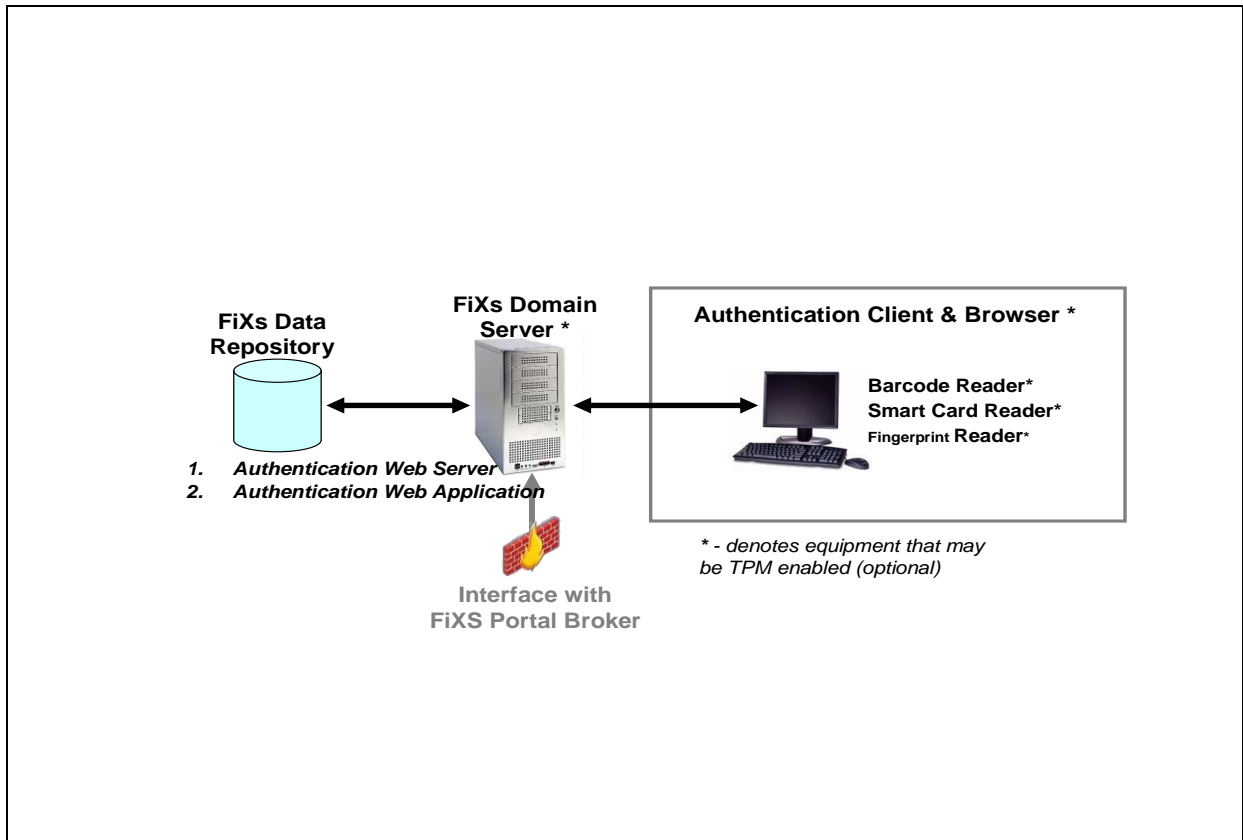 FiXs Data
Repository
FiXs Domain
Server *
Authentication Client & Browser *
Barcode Reader*
Smart Card Reader*
Fingerprint Reader*
1. Authentication Web Server
2. Authentication Web Application
* - denotes equipment that may
be TPM enabled (optional)
Interface with
FiXS Portal Broker